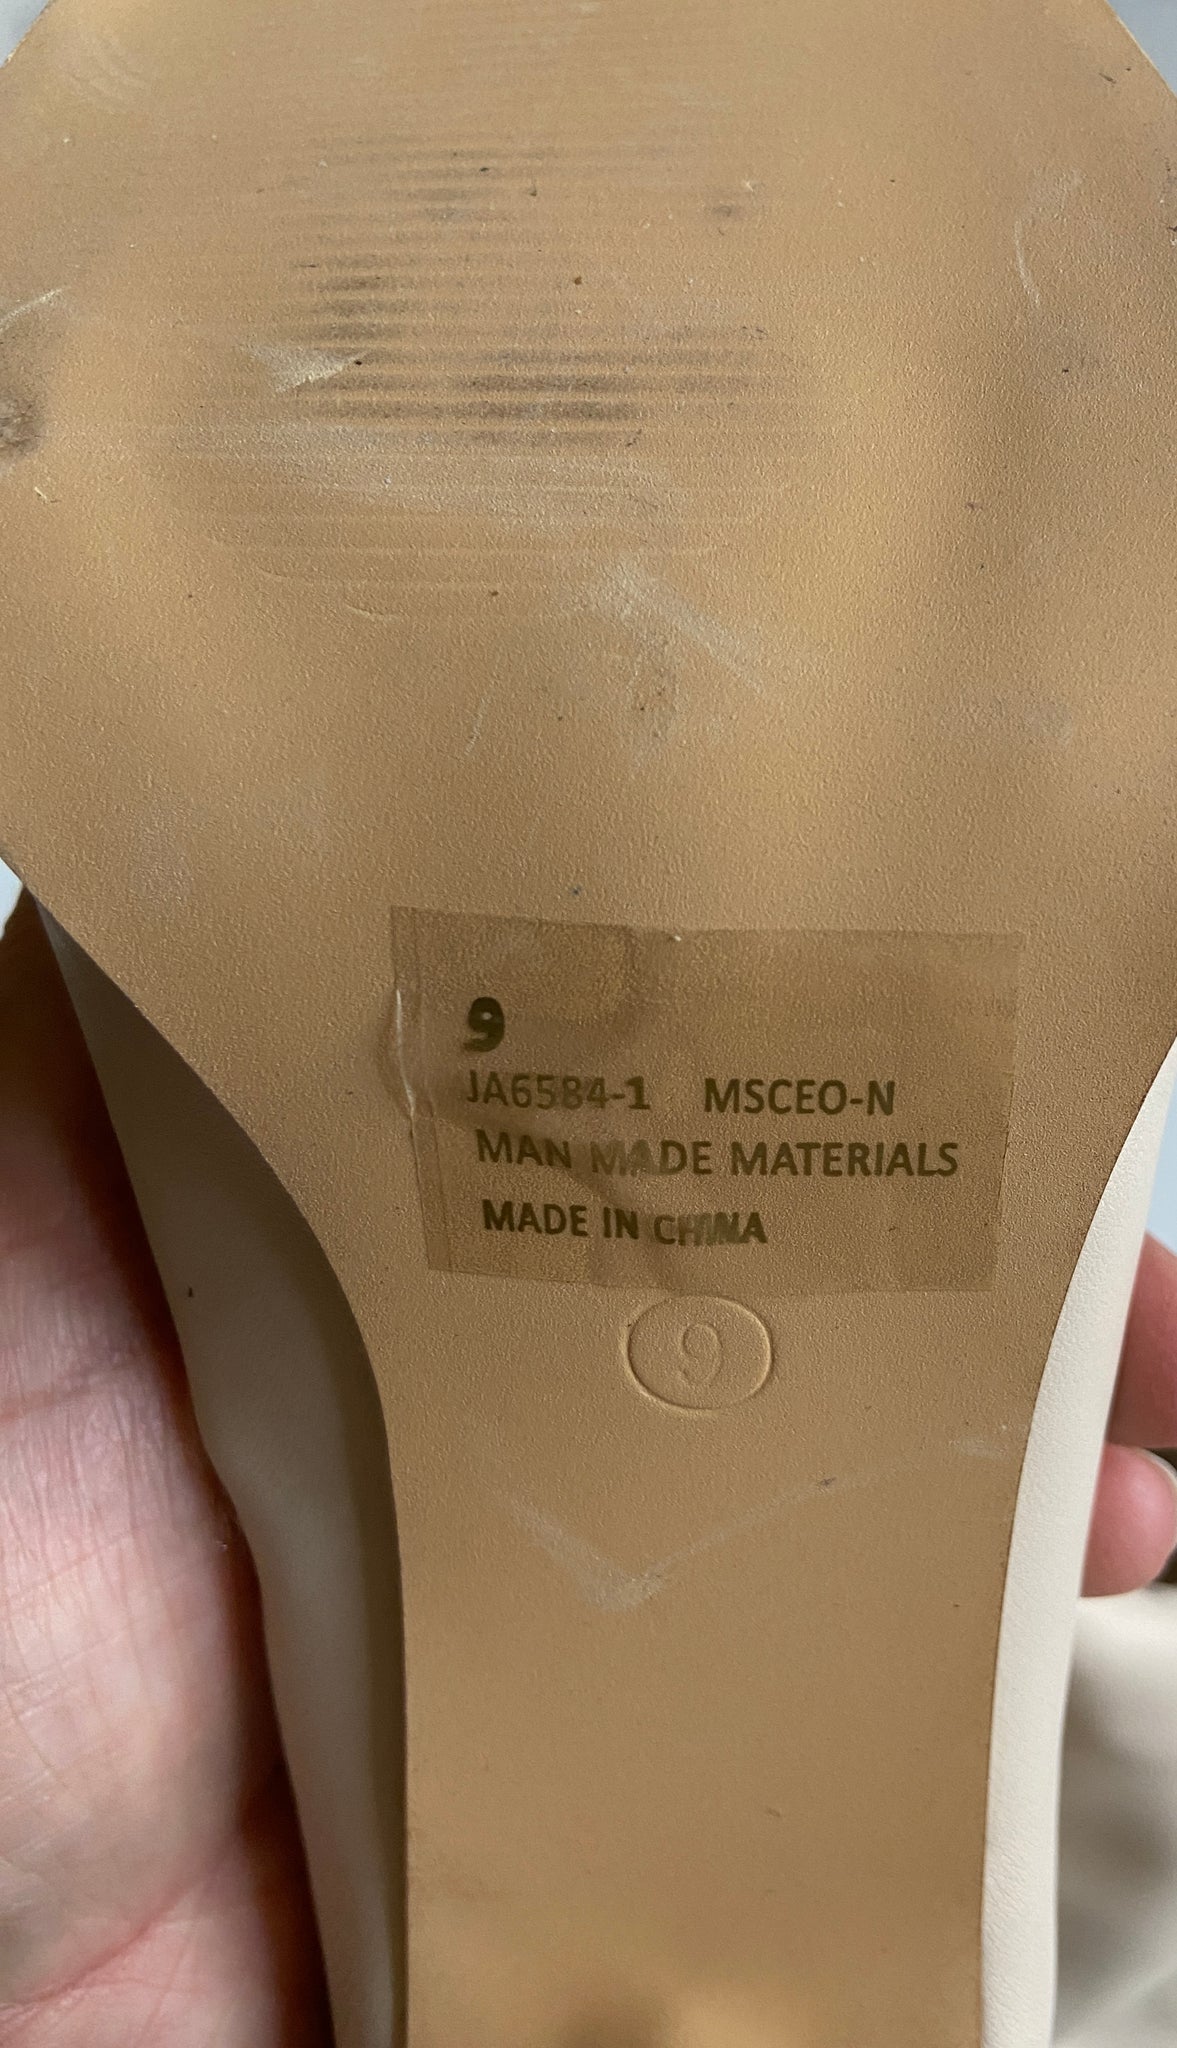 9
JA6584-1 MSCEO-N
MAN MADE MATERIALS
MADE IN CHINA
9